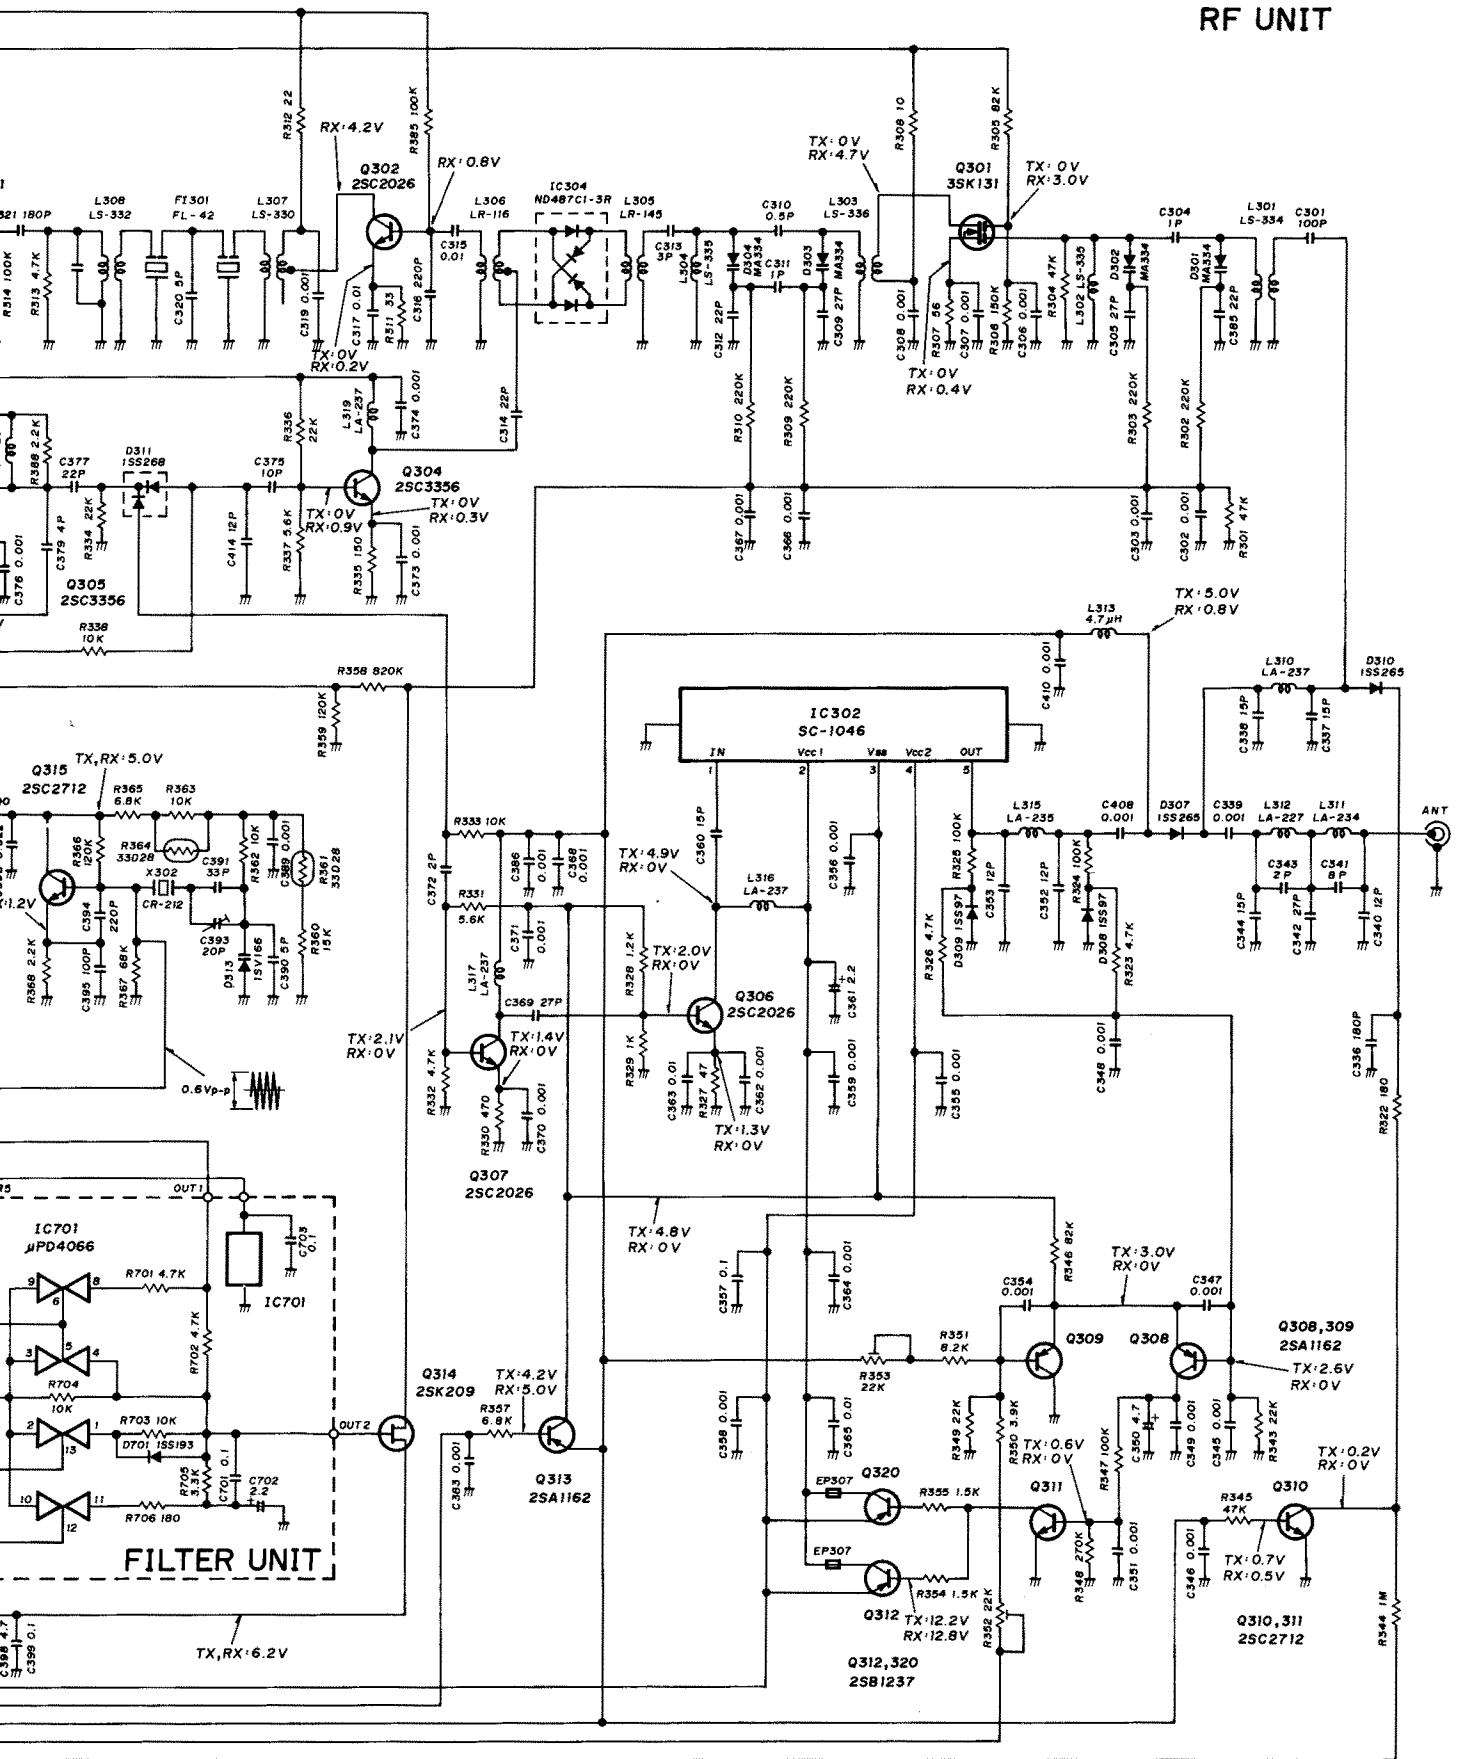 RF UNIT
R312 22
R385 100K
R308 10
R305 82K
RX:4.2V
TX:0V
RX:4.7V
Q302
2SC2026
RX:0.8V
IC304
ND487C1-3R
Q301
3SK131
TX:0V
RX:3.0V
321 180P
L308
LS-332
FI301
FL-42
L307
LS-330
C315
0.01
L306
LR-116
L305
LR-145
C313
3P
C310
0.5P
L303
LS-336
C304
1P
L301
LS-334
C301
100P
R314 100K
R313 4.7K
C320 5P
C319 0.001
C317 0.01
R311 33
C316 220P
L304
LS-335
D304
MA334
C311
1P
D303
MA334
C312 22P
C309 27P
C308 0.001
R307 56
C307 0.001
R306 150K
C306 0.001
R304 47K
L302 LS-335
D302
MA334
C305 27P
D301
MA334
C385 22P
TX:0V
RX:0.2V
TX:0V
RX:0.4V
R336
22K
L319
LA-237
C374 0.001
C314 22P
R310 220K
R309 220K
R303 220K
R302 220K
R388 2.2K
C377
22P
D311
1SS268
C375
10P
Q304
2SC3356
TX:0V
RX:0.9V
TX:0V
RX:0.3V
C376 0.001
C379 4P
R334 22K
C414 12P
R337 5.6K
R335 150
C373 0.001
C367 0.001
C366 0.001
C303 0.001
C302 0.001
R301 47K
Q305
2SC3356
R338
10K
TX:5.0V
RX:0.8V
L313
4.7μH
C410 0.001
R358 820K
R359 120K
IC302
SC-1046
IN
Vcc1
Vss
Vcc2
OUT
1
2
3
4
5
L310
LA-237
D310
1SS265
C338 15P
C337 15P
TX,RX:5.0V
Q315
2SC2712
R365
6.8K
R363
10K
R366
120K
R364
33D28
C391
33P
R362 10K
C389 0.001
R361
33D28
X302
CR-212
X:1.2V
C394
220P
C393
20P
D313
1SV166
C390 5P
R360
15K
R368 2.2K
C395 100P
R367 68K
R333 10K
C386
0.001
C368
0.001
C372 2P
R331
5.6K
C371
0.001
L317
LA-237
C369 27P
R328 1.2K
R329 1K
TX:4.9V
RX:0V
C360 15P
L316
LA-237
C356 0.001
TX:2.0V
RX:0V
Q306
2SC2026
C361 2.2
R325 100K
L315
LA-235
C408
0.001
D307
1SS265
C339
0.001
L312
LA-227
L311
LA-234
ANT
C343
2P
C341
8P
R326 4.7K
D309 1SS97
C353 12P
C352 12P
R324 100K
D308 1SS97
R323 4.7K
C344 15P
C342 27P
C340 12P
TX:2.1V
RX:0V
TX:1.4V
RX:0V
0.6Vp-p
R332 4.7K
R330 470
C370 0.001
C363 0.01
R327 47
C362 0.001
C359 0.001
C355 0.001
C348 0.001
C336 180P
R322 180
TX:1.3V
RX:0V
Q307
2SC2026
R5
OUT1
IC701
μPD4066
C703
0.1
IC701
R701 4.7K
R702 4.7K
9
8
6
3
5
4
R704
10K
2
1
13
R703 10K
D701 1SS193
R705
3.3K
C701 0.1
C702
2.2
10
11
12
R706 180
OUT2
FILTER UNIT
TX:4.8V
RX:0V
TX:3.0V
RX:0V
C357 0.1
C364 0.001
R346 82K
C354
0.001
C347
0.001
Q309
Q308
Q308,309
2SA1162
TX:2.6V
RX:0V
R351
8.2K
R353
22K
Q314
2SK209
TX:4.2V
RX:5.0V
R357
6.8K
Q313
2SA1162
C383 0.001
C358 0.001
C365 0.01
R349 22K
R350 3.9K
TX:0.6V
RX:0V
R347 100K
C350 4.7
C349 0.001
C345 0.001
R343 22K
TX:0.2V
RX:0V
EP307
Q320
R355 1.5K
Q311
R345
47K
Q310
EP307
R354 1.5K
R348 270K
C351 0.001
C346 0.001
TX:0.7V
RX:0.5V
Q312
TX:12.2V
RX:12.8V
R352 22K
Q310,311
2SC2712
R344 1M
Q312,320
2SB1237
C398 4.7
C399 0.1
TX,RX:6.2V